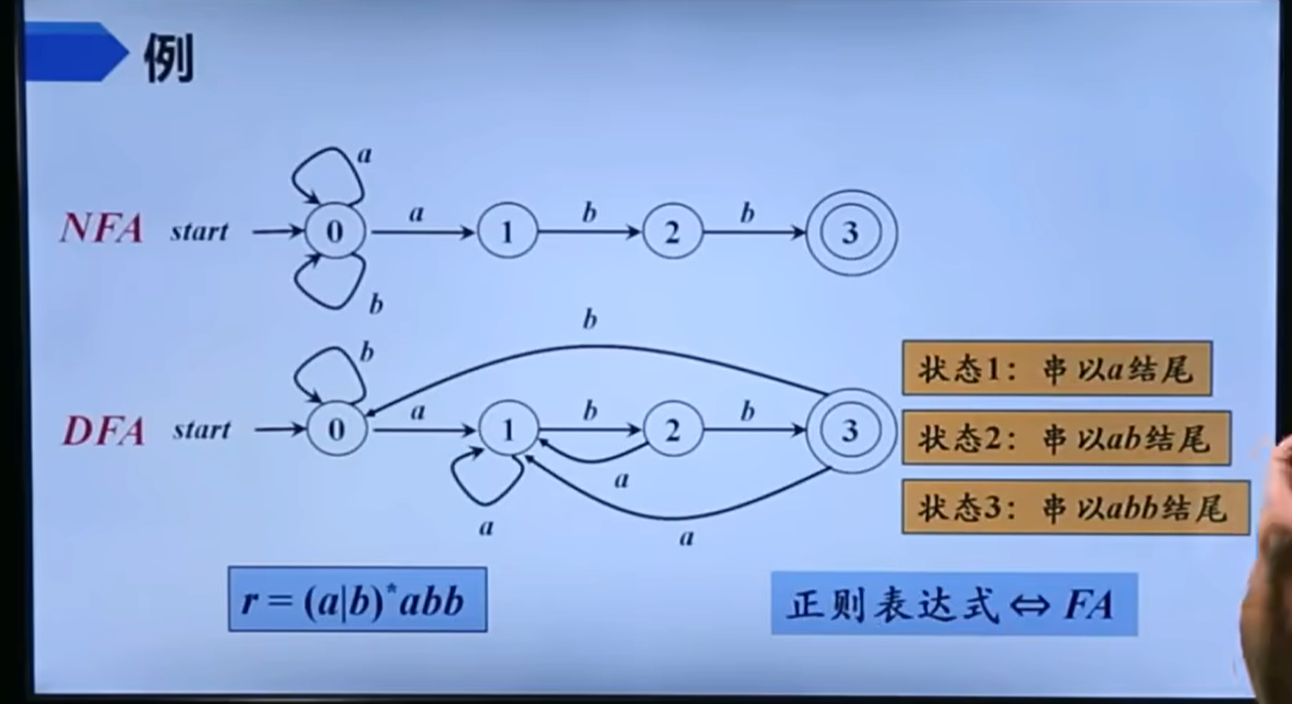 例
a
NFA start 0 a 1 b 2 b 3
b
b
b
DFA start 0 a 1 b 2 b 3
a
a
a
状态1：串以a结尾
状态2：串以ab结尾
状态3：串以abb结尾
r = (a|b)*abb
正则表达式 ⇔ FA